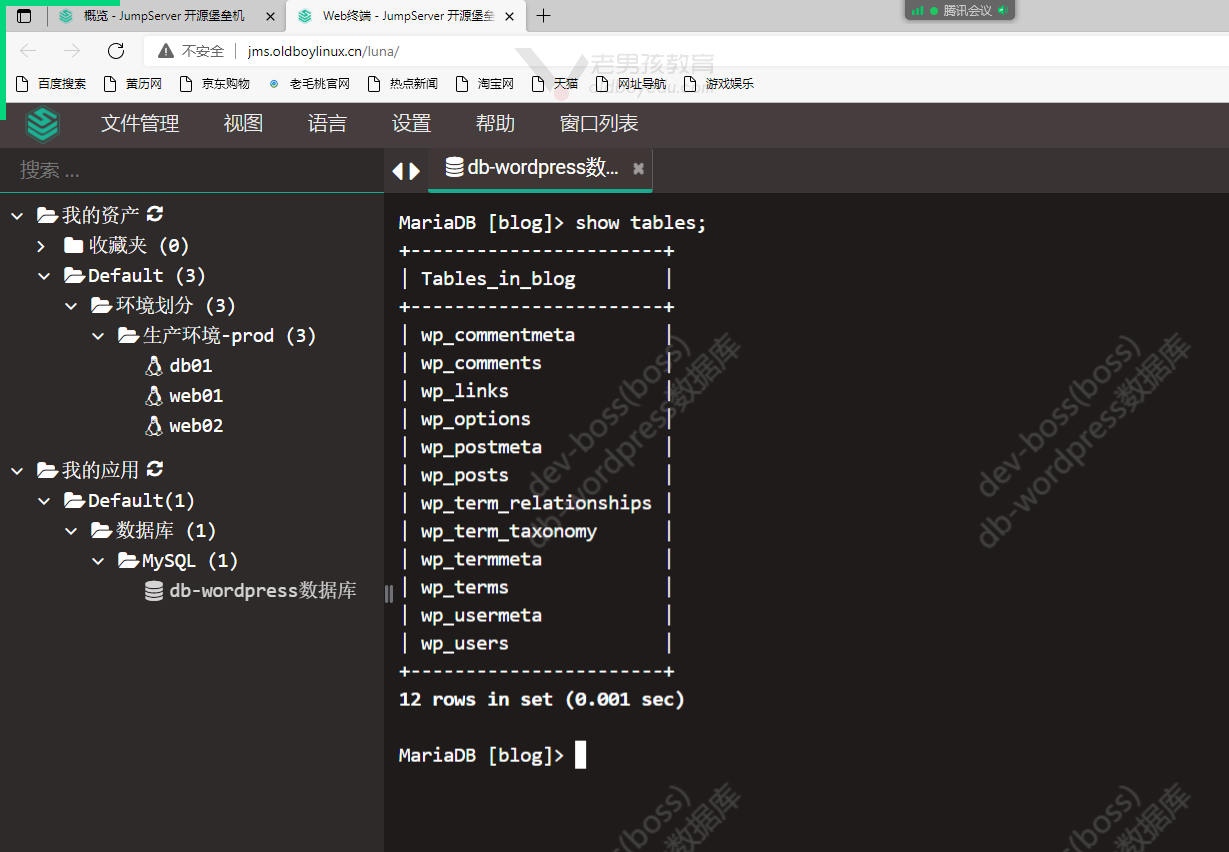 概览 - JumpServer 开源堡垒机
Web终端 - JumpServer 开源堡垒
腾讯会议
不安全
jms.oldboylinux.cn/luna/
老男孩教育
oldboyedu.com
百度搜索
黄历网
京东购物
老毛桃官网
热点新闻
淘宝网
天猫
网址导航
游戏娱乐
文件管理
视图
语言
设置
帮助
窗口列表
搜索 ...
db-wordpress数...
我的资产
收藏夹 (0)
Default (3)
环境划分 (3)
生产环境-prod (3)
db01
web01
web02
我的应用
Default(1)
数据库 (1)
MySQL (1)
db-wordpress数据库
MariaDB [blog]> show tables;
+-----------------------+
| Tables_in_blog        |
+-----------------------+
| wp_commentmeta        |
| wp_comments           |
| wp_links              |
| wp_options            |
| wp_postmeta           |
| wp_posts              |
| wp_term_relationships |
| wp_term_taxonomy      |
| wp_termmeta           |
| wp_terms              |
| wp_usermeta           |
| wp_users              |
+-----------------------+
12 rows in set (0.001 sec)
MariaDB [blog]>
dev-boss(boss)
db-wordpress数据库
dev-boss(boss)
db-wordpress数据库
(boss)
数据库
(boss)
数据库